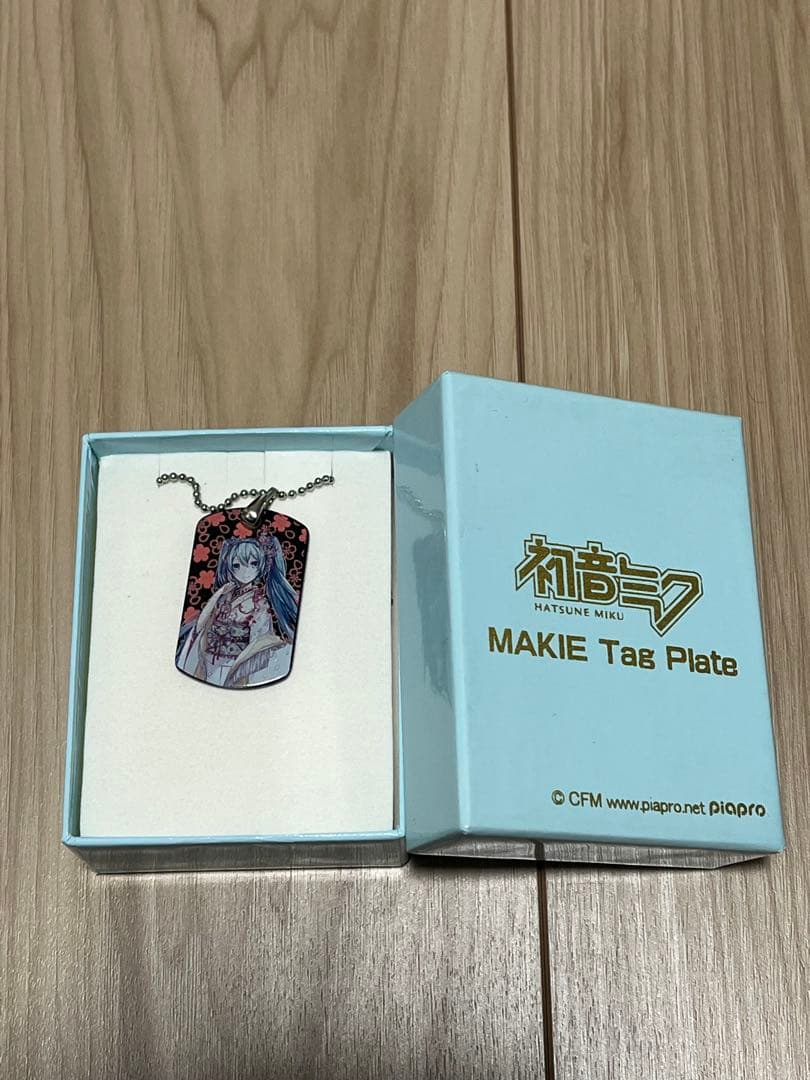 初音ミク
HATSUNE MIKU
MAKIE Tag Plate
© CFM www.piapro.net piapro